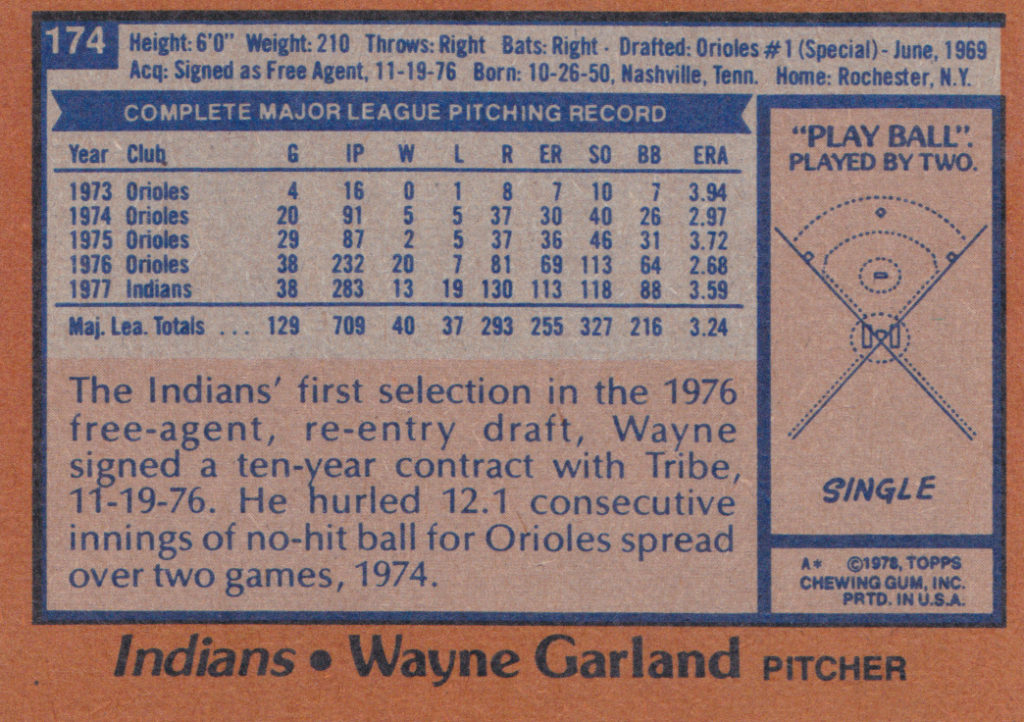 174
Height: 6'0" Weight: 210 Throws: Right Bats: Right - Drafted: Orioles #1 (Special) - June, 1969
Acq: Signed as Free Agent, 11-19-76 Born: 10-26-50, Nashville, Tenn. Home: Rochester, N.Y.
COMPLETE MAJOR LEAGUE PITCHING RECORD
Year Club G IP W L R ER SO BB ERA
1973 Orioles 4 16 0 1 8 7 10 7 3.94
1974 Orioles 20 91 5 5 37 30 40 26 2.97
1975 Orioles 29 87 2 5 37 36 46 31 3.72
1976 Orioles 38 232 20 7 81 69 113 64 2.68
1977 Indians 38 283 13 19 130 113 118 88 3.59
Maj. Lea. Totals ... 129 709 40 37 293 255 327 216 3.24
The Indians' first selection in the 1976
free-agent, re-entry draft, Wayne
signed a ten-year contract with Tribe,
11-19-76. He hurled 12.1 consecutive
innings of no-hit ball for Orioles spread
over two games, 1974.
"PLAY BALL".
PLAYED BY TWO.
SINGLE
A* ©1978, TOPPS
CHEWING GUM, INC.
PRTD. IN U.S.A.
Indians • Wayne Garland PITCHER